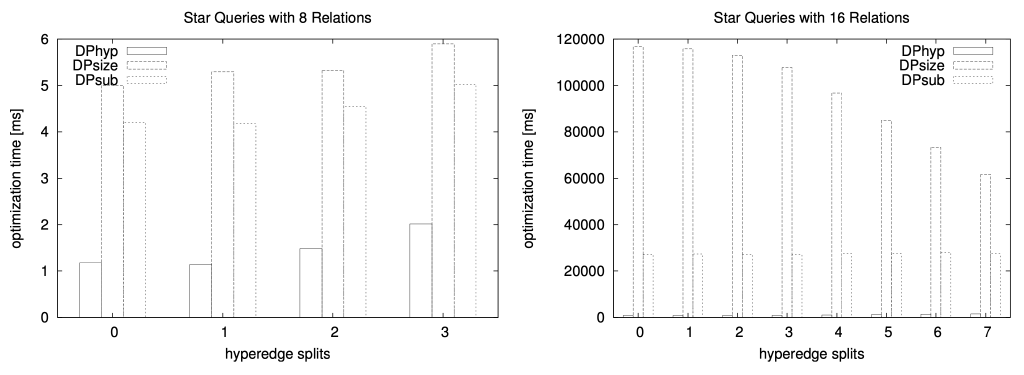 Star Queries with 8 Relations
optimization time [ms]
6
5
4
3
2
1
0
DPhyp
DPsize
DPsub
0 1 2 3
hyperedge splits
Star Queries with 16 Relations
optimization time [ms]
120000
100000
80000
60000
40000
20000
0
DPhyp
DPsize
DPsub
0 1 2 3 4 5 6 7
hyperedge splits